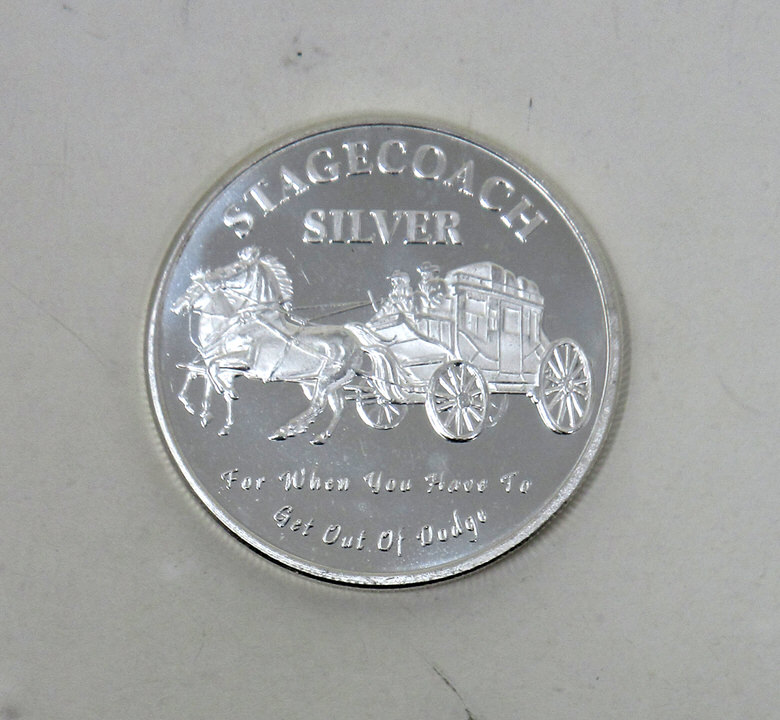 STAGECOACH
SILVER
For When You Have To
Get Out Of Dodge